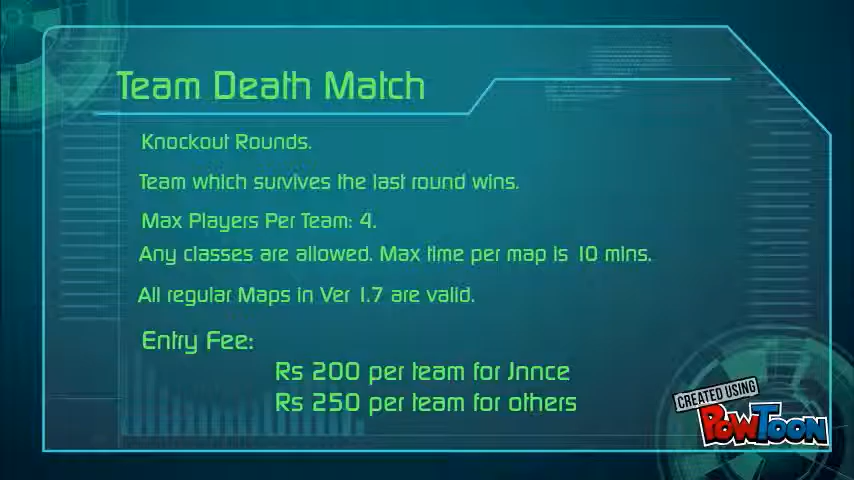 Team Death Match
Knockout Rounds.
Team which survives the last round wins.
Max Players Per Team: 4.
Any classes are allowed. Max time per map is 10 mins.
All regular Maps in Ver 1.7 are valid.
Entry Fee:
Rs 200 per team for Jnnce
Rs 250 per team for others
CREATED USING
POWTOON